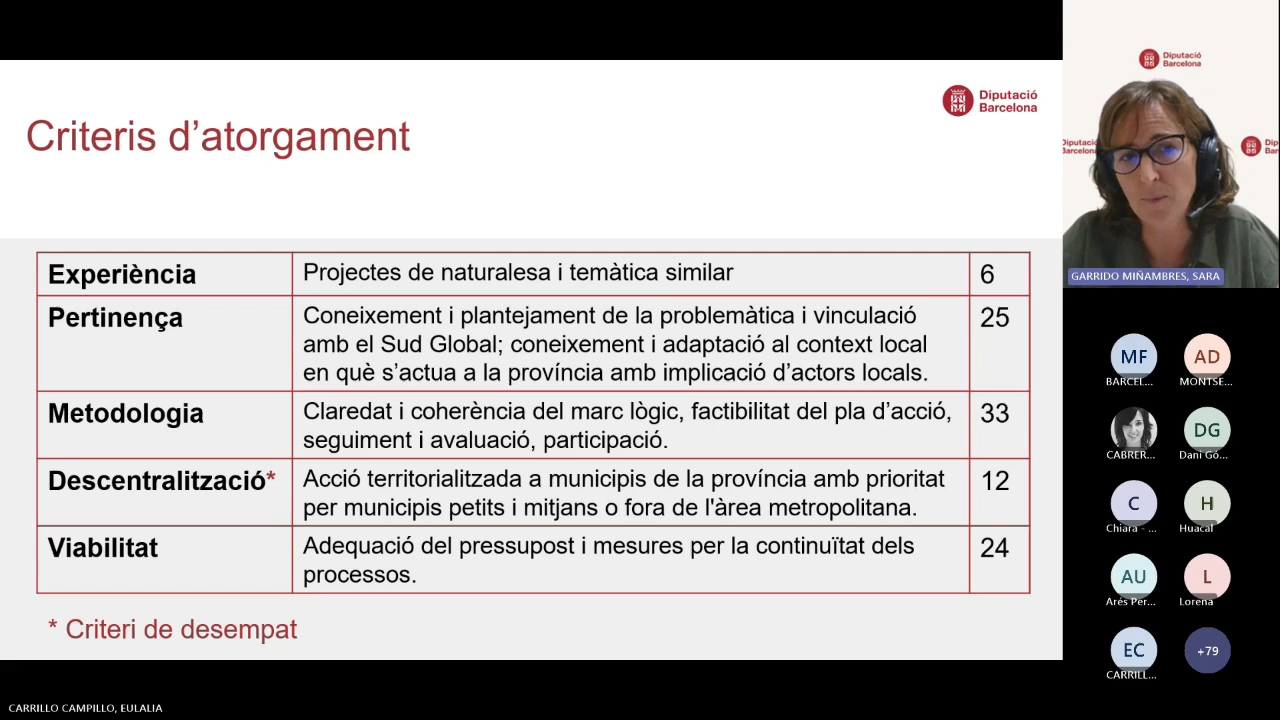 Diputació
Barcelona
Criteris d’atorgament
Experiència
Projectes de naturalesa i temàtica similar
6
Pertinença
Coneixement i plantejament de la problemàtica i vinculació
amb el Sud Global; coneixement i adaptació al context local
en què s’actua a la província amb implicació d’actors locals.
25
Metodologia
Claredat i coherència del marc lògic, factibilitat del pla d’acció,
seguiment i avaluació, participació.
33
Descentralització*
Acció territorialitzada a municipis de la província amb prioritat
per municipis petits i mitjans o fora de l'àrea metropolitana.
12
Viabilitat
Adequació del pressupost i mesures per la continuïtat dels
processos.
24
* Criteri de desempat
CARRILLO CAMPILLO, EULALIA
Diputació
Barcelona
Diputació
Barcelona
Dip
Bar
GARRIDO MIÑAMBRES, SARA
MF
BARCEL...
AD
MONTSE...
CABRER...
DG
Dani Gó...
C
Chiara - ...
H
Huacal
AU
Arés Per...
L
Lorena
EC
CARRILL...
+79